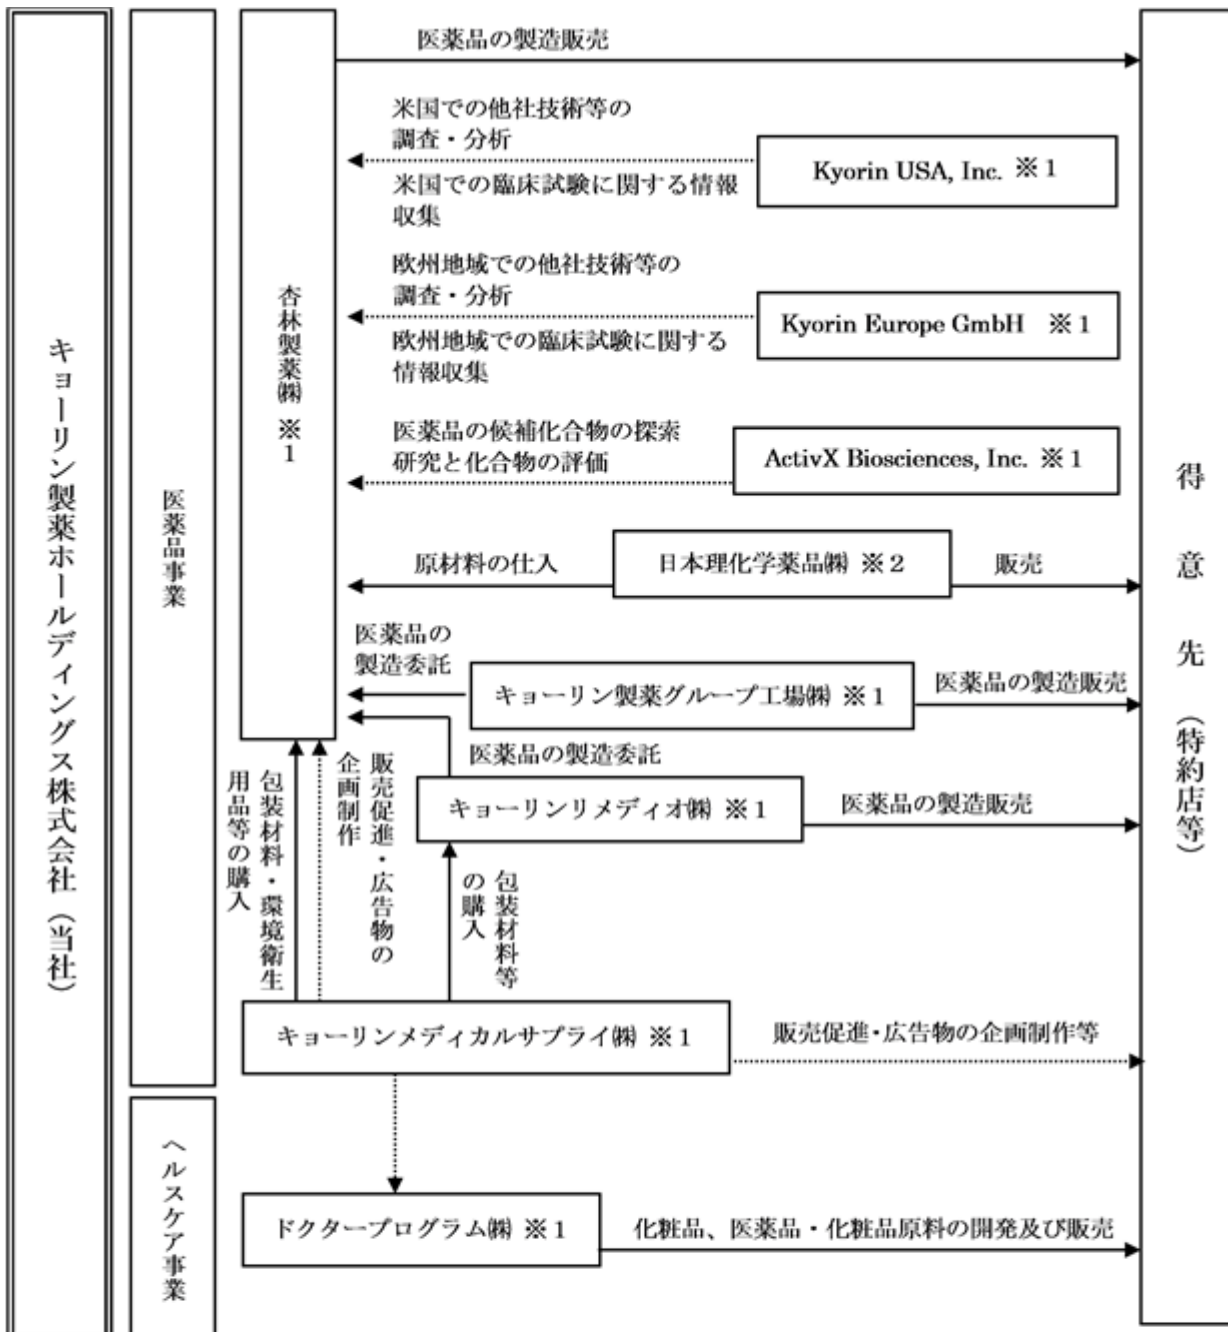 キョーリン製薬ホールディングス株式会社（当社）
医薬品事業
ヘルスケア事業
杏林製薬㈱ ※1
医薬品の製造販売
米国での他社技術等の
調査・分析
米国での臨床試験に関する情報
収集
Kyorin USA, Inc. ※1
欧州地域での他社技術等の
調査・分析
欧州地域での臨床試験に関する
情報収集
Kyorin Europe GmbH ※1
医薬品の候補化合物の探索
研究と化合物の評価
ActivX Biosciences, Inc. ※1
原材料の仕入
日本理化学薬品㈱ ※2
販売
医薬品の
製造委託
キョーリン製薬グループ工場㈱ ※1
医薬品の製造販売
医薬品の製造委託
キョーリンリメディオ㈱ ※1
医薬品の製造販売
包装材料・環境衛生
用品等の購入
販売促進・広告物の
企画制作
包装材料等
の購入
キョーリンメディカルサプライ㈱ ※1
販売促進・広告物の企画制作等
ドクタープログラム㈱ ※1
化粧品、医薬品・化粧品原料の開発及び販売
得意先（特約店等）